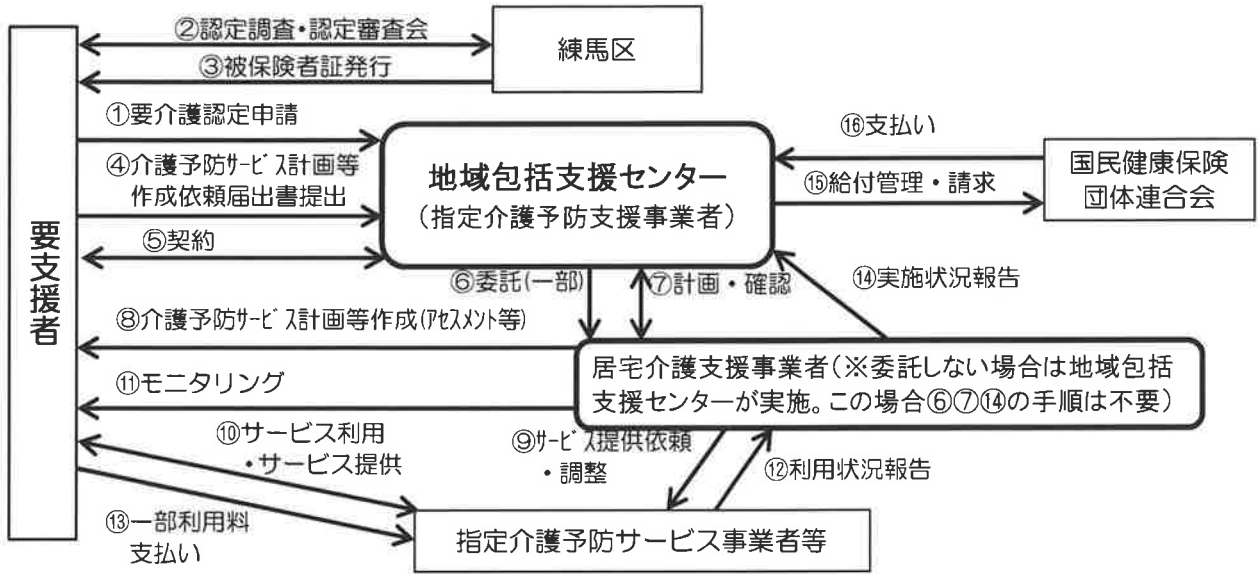 ②認定調査・認定審査会
練馬区
③被保険者証発行
①要介護認定申請
⑯支払い
④介護予防ｻｰﾋﾞｽ計画等
作成依頼届出書提出
地域包括支援センター
（指定介護予防支援事業者）
国民健康保険
団体連合会
⑮給付管理・請求
要支援者
⑤契約
⑥委託(一部)
⑦計画・確認
⑭実施状況報告
⑧介護予防ｻｰﾋﾞｽ計画等作成(ｱｾｽﾒﾝﾄ等)
居宅介護支援事業者（※委託しない場合は地域包括
支援センターが実施。この場合⑥⑦⑭の手順は不要）
⑪モニタリング
⑩サービス利用
・サービス提供
⑨ｻｰﾋﾞｽ提供依頼
・調整
⑫利用状況報告
⑬一部利用料
支払い
指定介護予防サービス事業者等